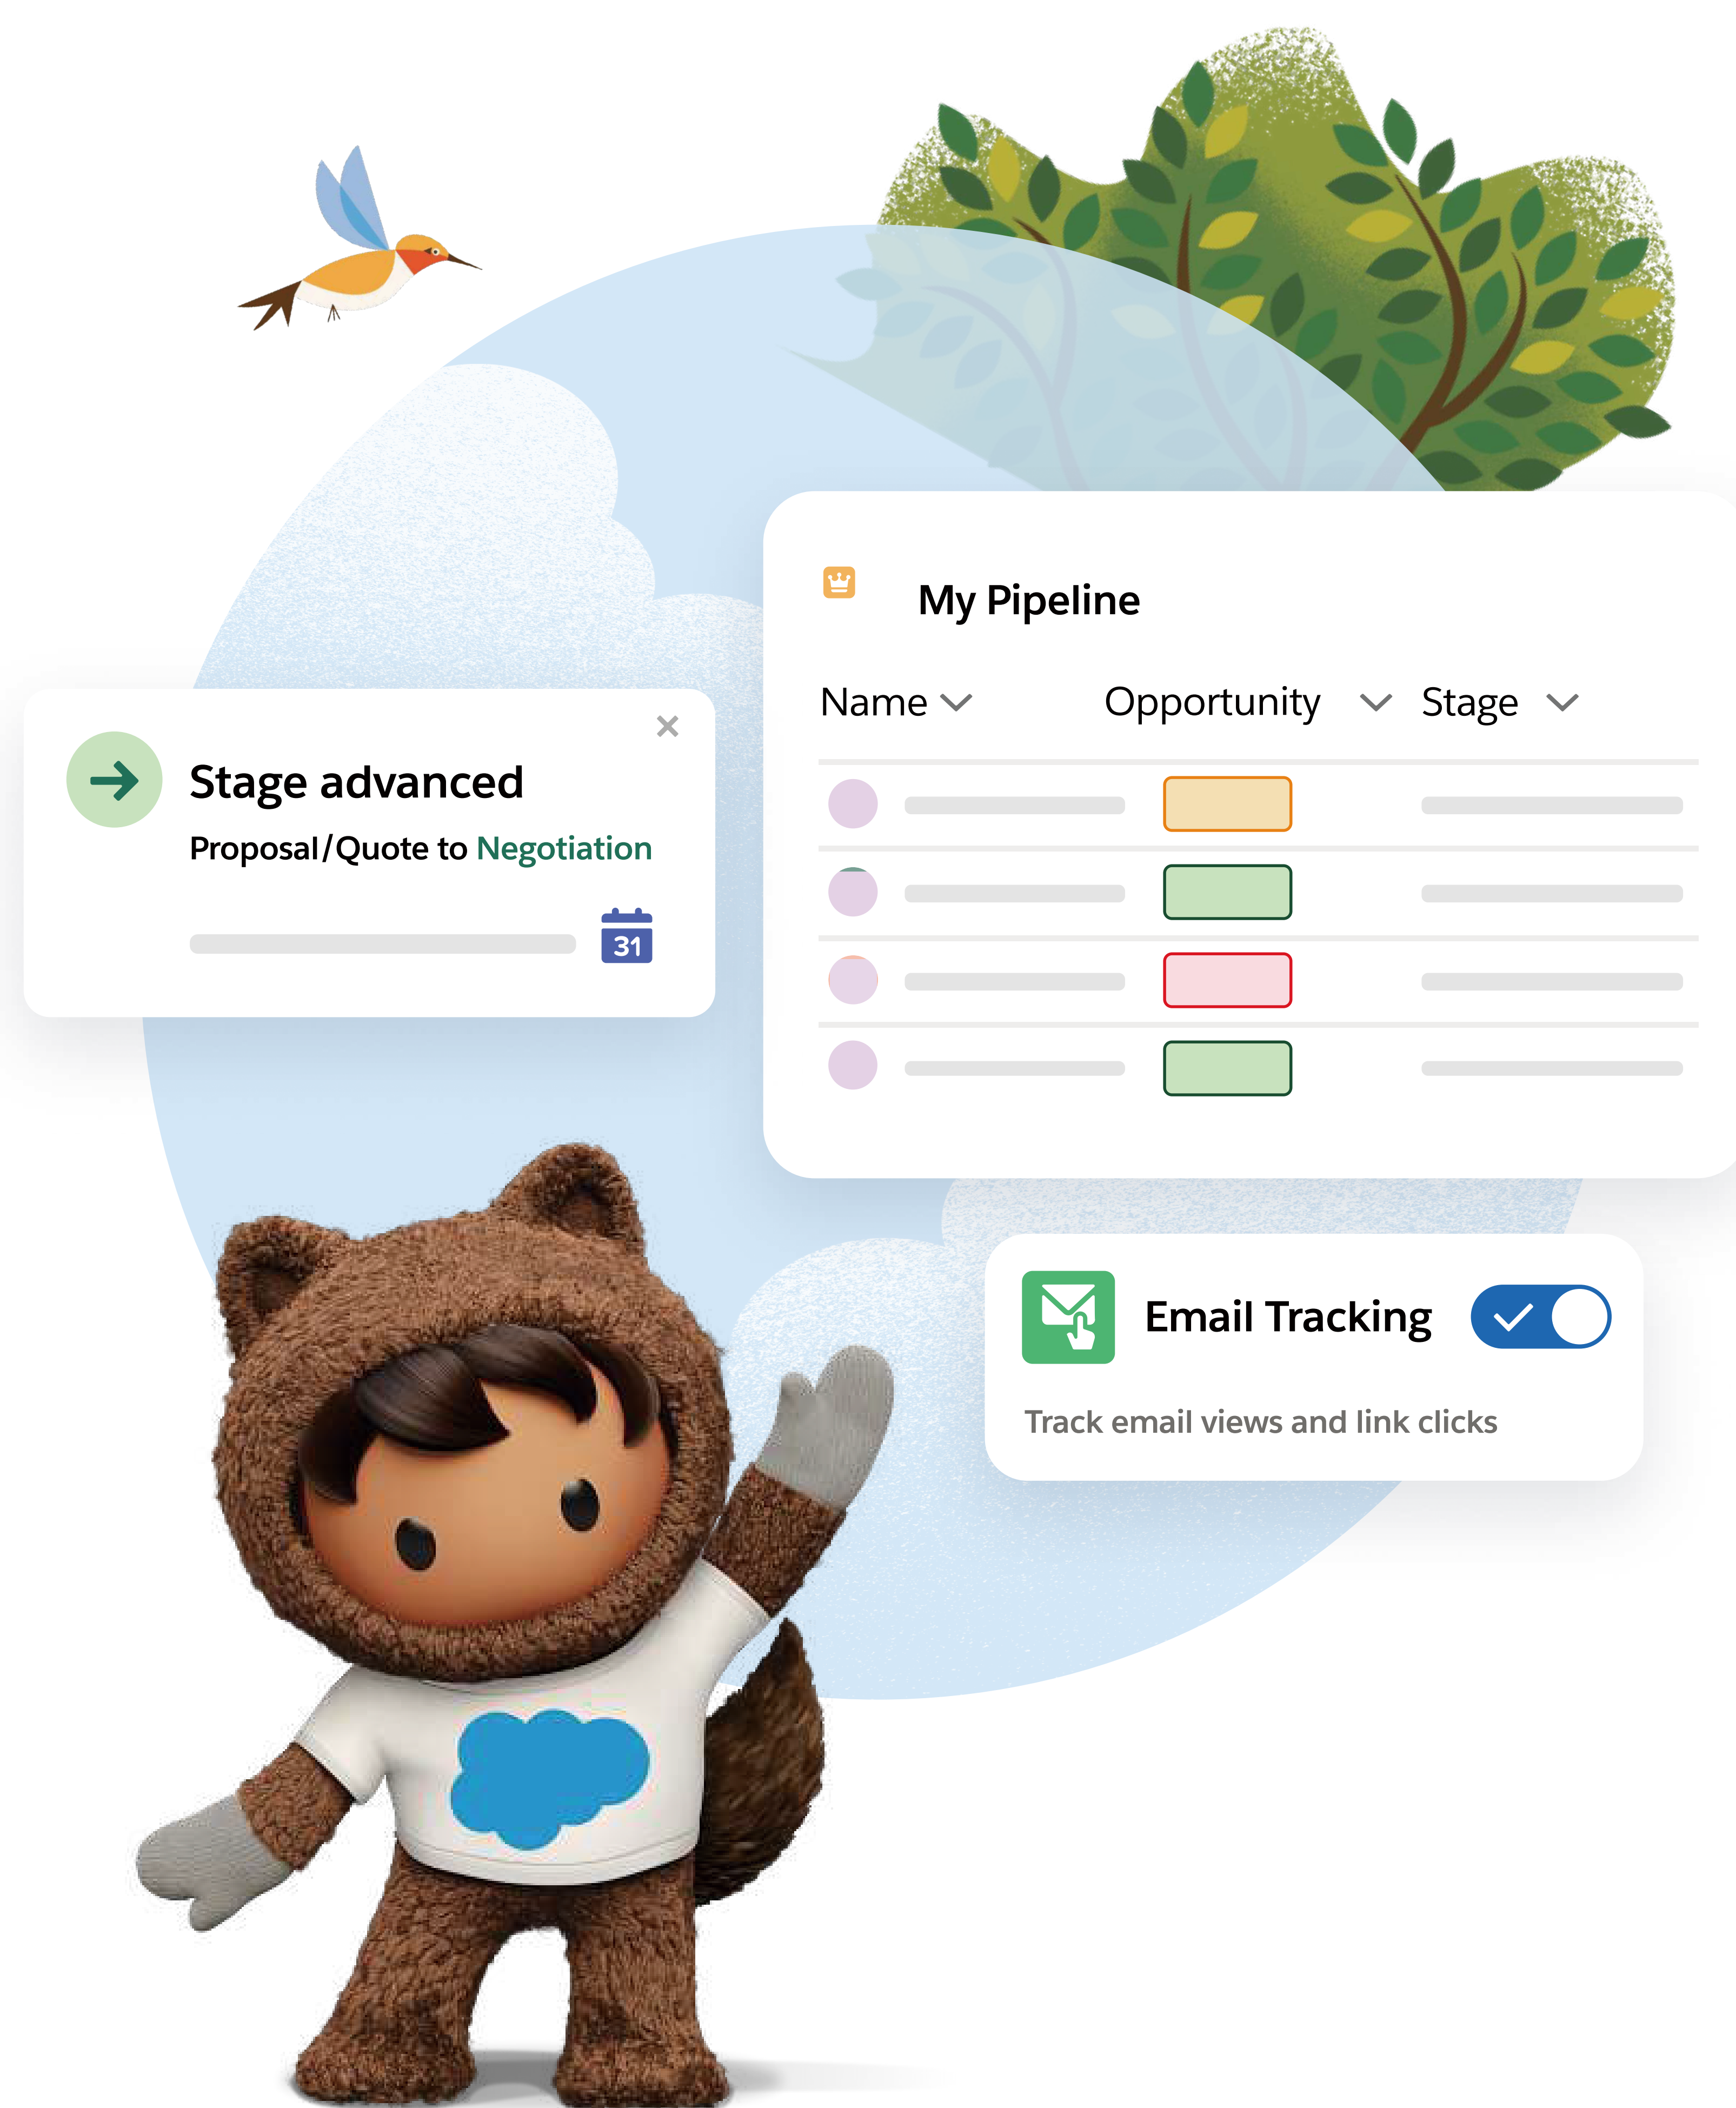 My Pipeline
Name Opportunity Stage
Stage advanced
Proposal/Quote to Negotiation
31
Email Tracking
Track email views and link clicks